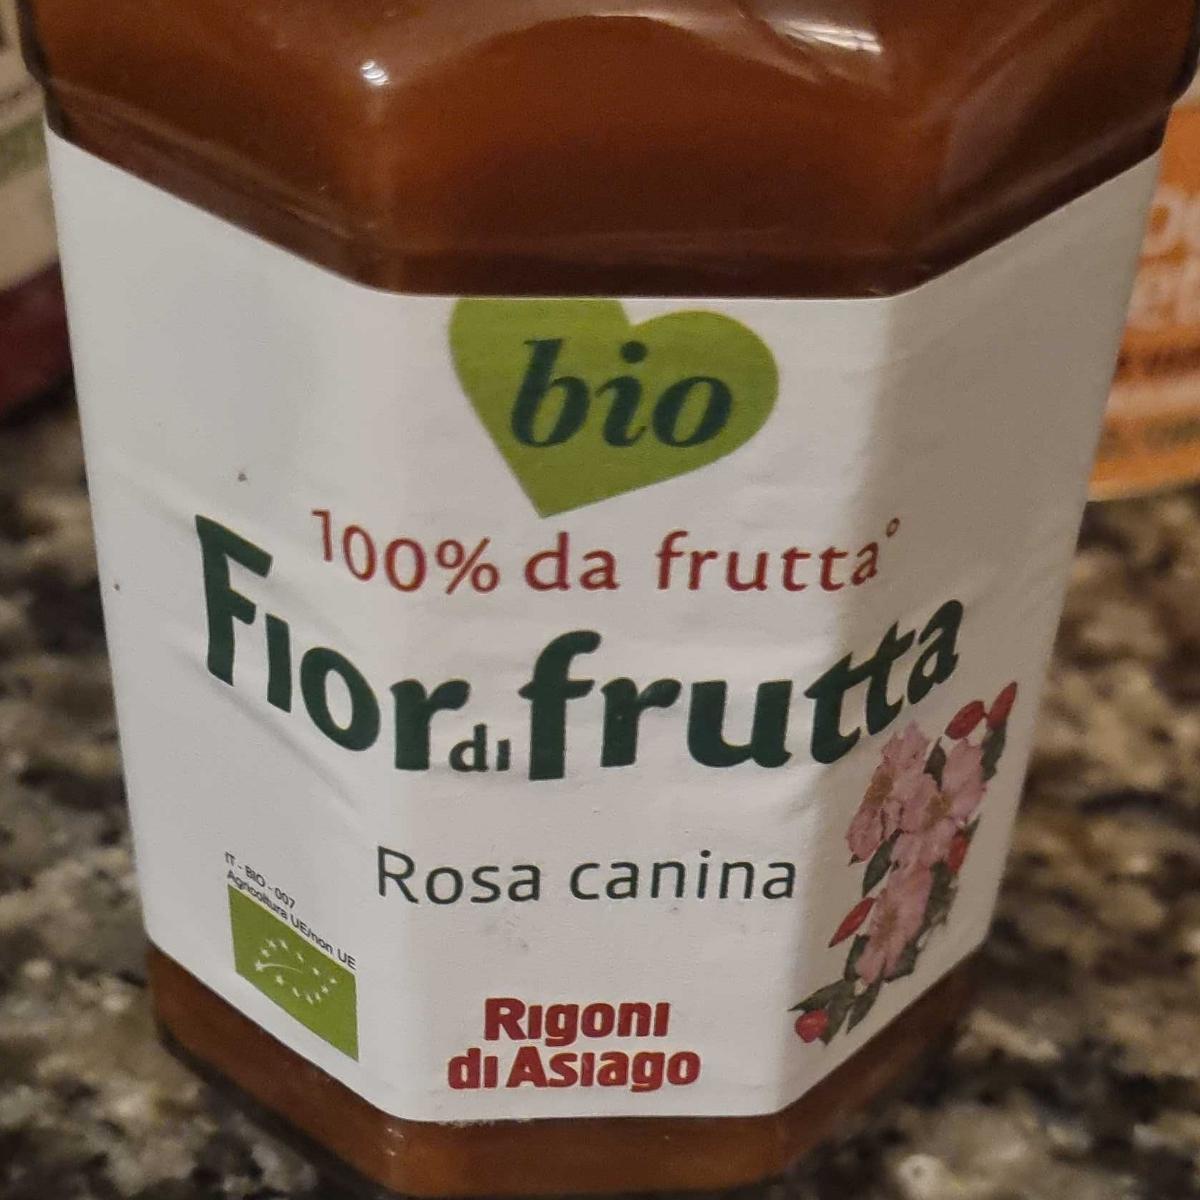 bio
100% da frutta°
Fior di frutta
Rosa canina
IT - BIO - 007
Agricoltura UE/non UE
Rigoni
di Asiago